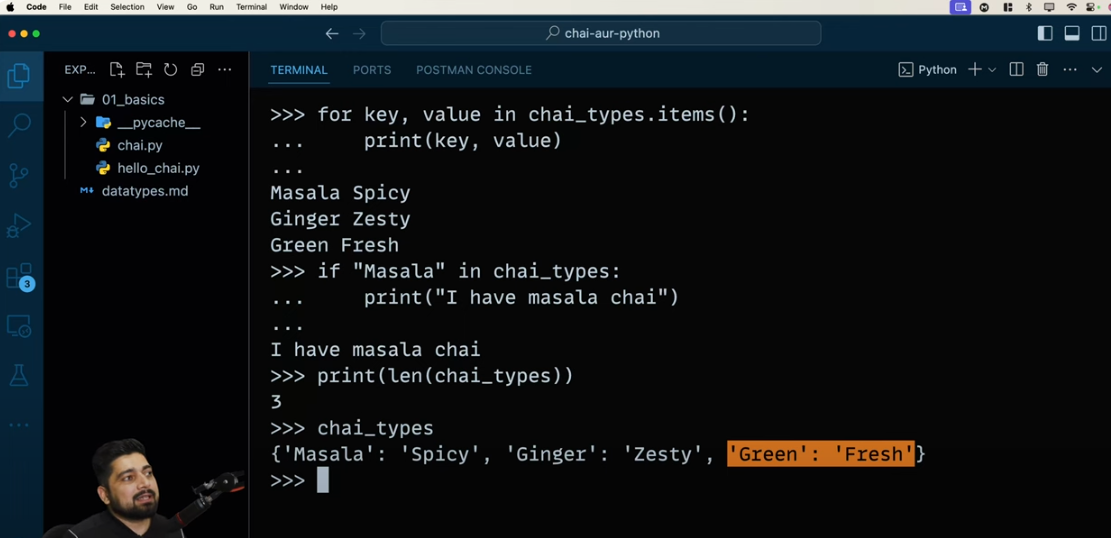 Code File Edit Selection View Go Run Terminal Window Help
chai-aur-python
EXP...
TERMINAL PORTS POSTMAN CONSOLE
Python
01_basics
__pycache__
chai.py
hello_chai.py
datatypes.md
3
>>> for key, value in chai_types.items():
...     print(key, value)
...
Masala Spicy
Ginger Zesty
Green Fresh
>>> if "Masala" in chai_types:
...     print("I have masala chai")
...
I have masala chai
>>> print(len(chai_types))
3
>>> chai_types
{'Masala': 'Spicy', 'Ginger': 'Zesty', 'Green': 'Fresh'}
>>>